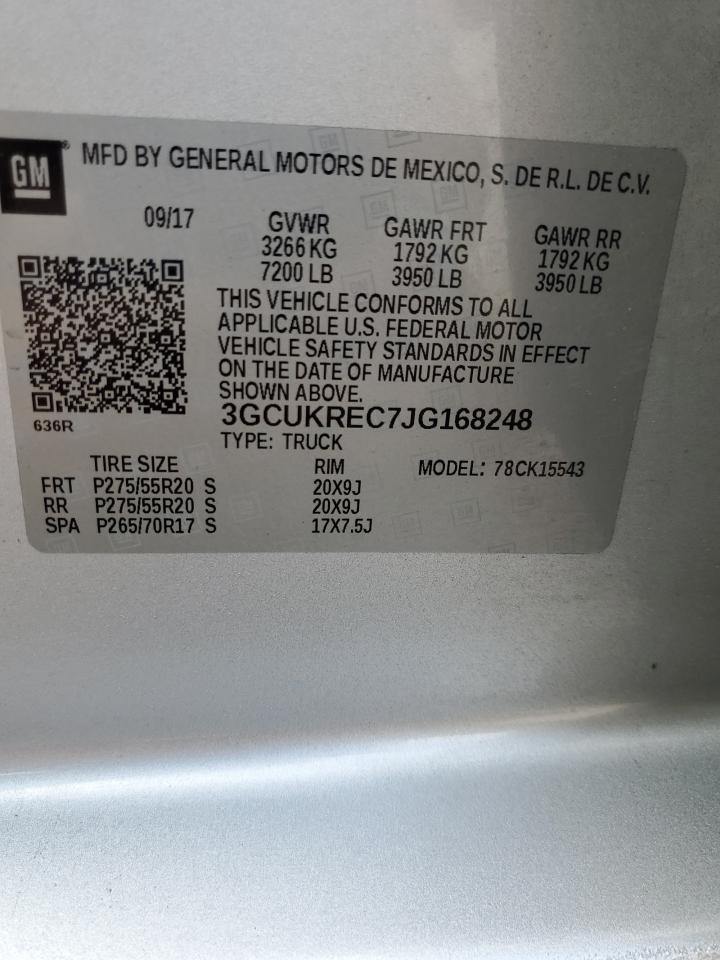 GM®
MFD BY GENERAL MOTORS DE MEXICO, S. DE R.L. DE C.V.
09/17 GVWR GAWR FRT GAWR RR
3266 KG 1792 KG 1792 KG
7200 LB 3950 LB 3950 LB
THIS VEHICLE CONFORMS TO ALL
APPLICABLE U.S. FEDERAL MOTOR
VEHICLE SAFETY STANDARDS IN EFFECT
ON THE DATE OF MANUFACTURE
SHOWN ABOVE.
636R
3GCUKREC7JG168248
TYPE: TRUCK
TIRE SIZE RIM MODEL: 78CK15543
FRT P275/55R20 S 20X9J
RR P275/55R20 S 20X9J
SPA P265/70R17 S 17X7.5J